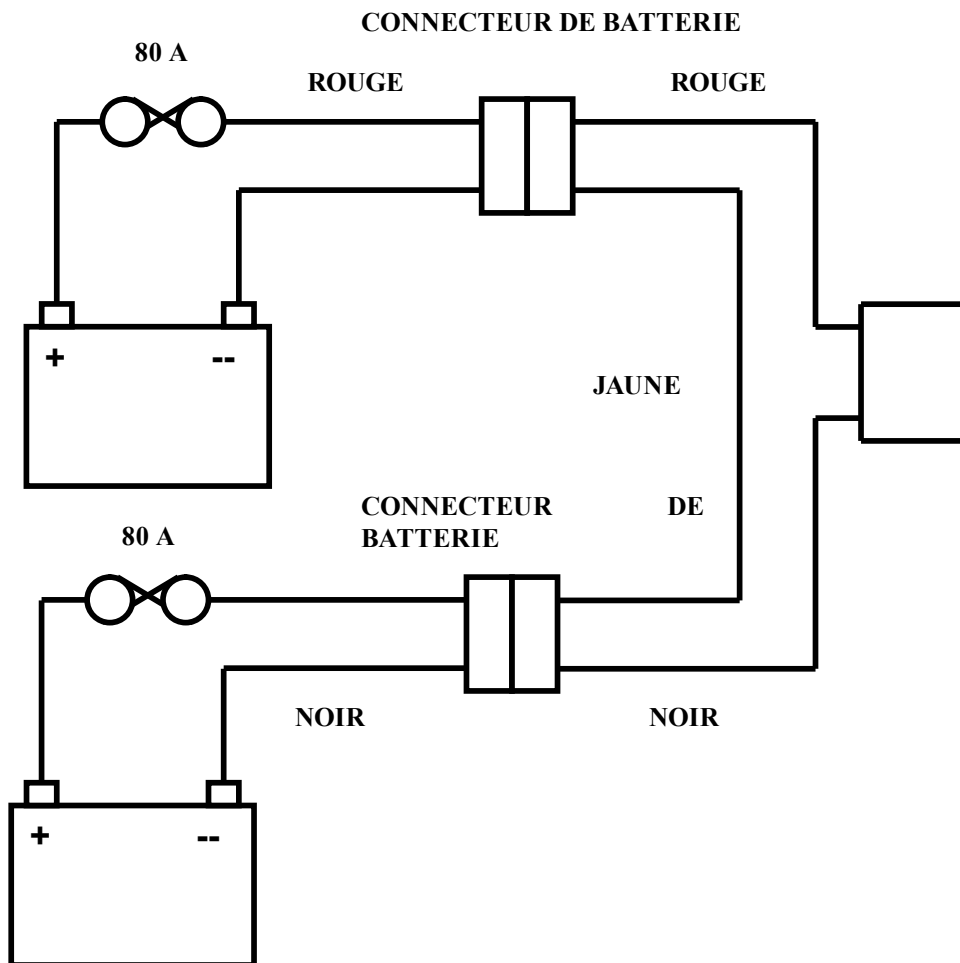 CONNECTEUR DE BATTERIE
80 A
ROUGE
ROUGE
+
--
JAUNE
CONNECTEUR DE
BATTERIE
80 A
NOIR
NOIR
+
--